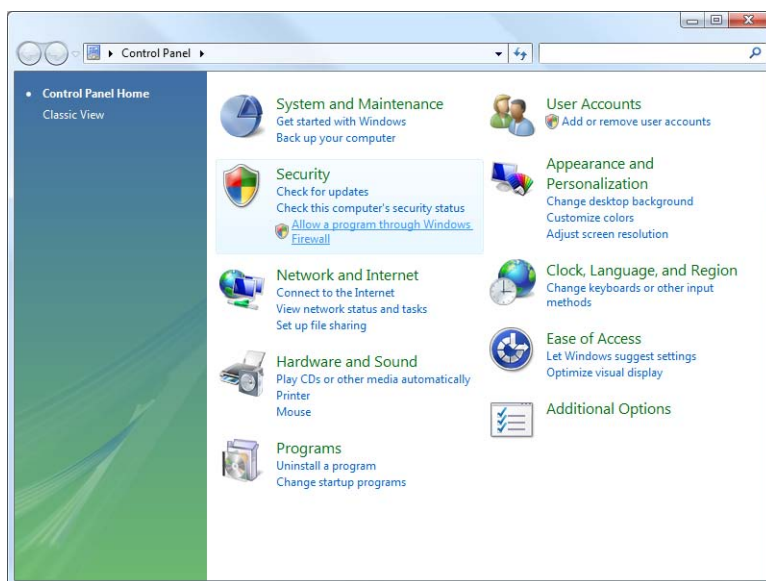 Control Panel
Control Panel Home
Classic View
System and Maintenance
Get started with Windows
Back up your computer
Security
Check for updates
Check this computer's security status
Allow a program through Windows
Firewall
Network and Internet
Connect to the Internet
View network status and tasks
Set up file sharing
Hardware and Sound
Play CDs or other media automatically
Printer
Mouse
Programs
Uninstall a program
Change startup programs
User Accounts
Add or remove user accounts
Appearance and
Personalization
Change desktop background
Customize colors
Adjust screen resolution
Clock, Language, and Region
Change keyboards or other input
methods
Ease of Access
Let Windows suggest settings
Optimize visual display
Additional Options